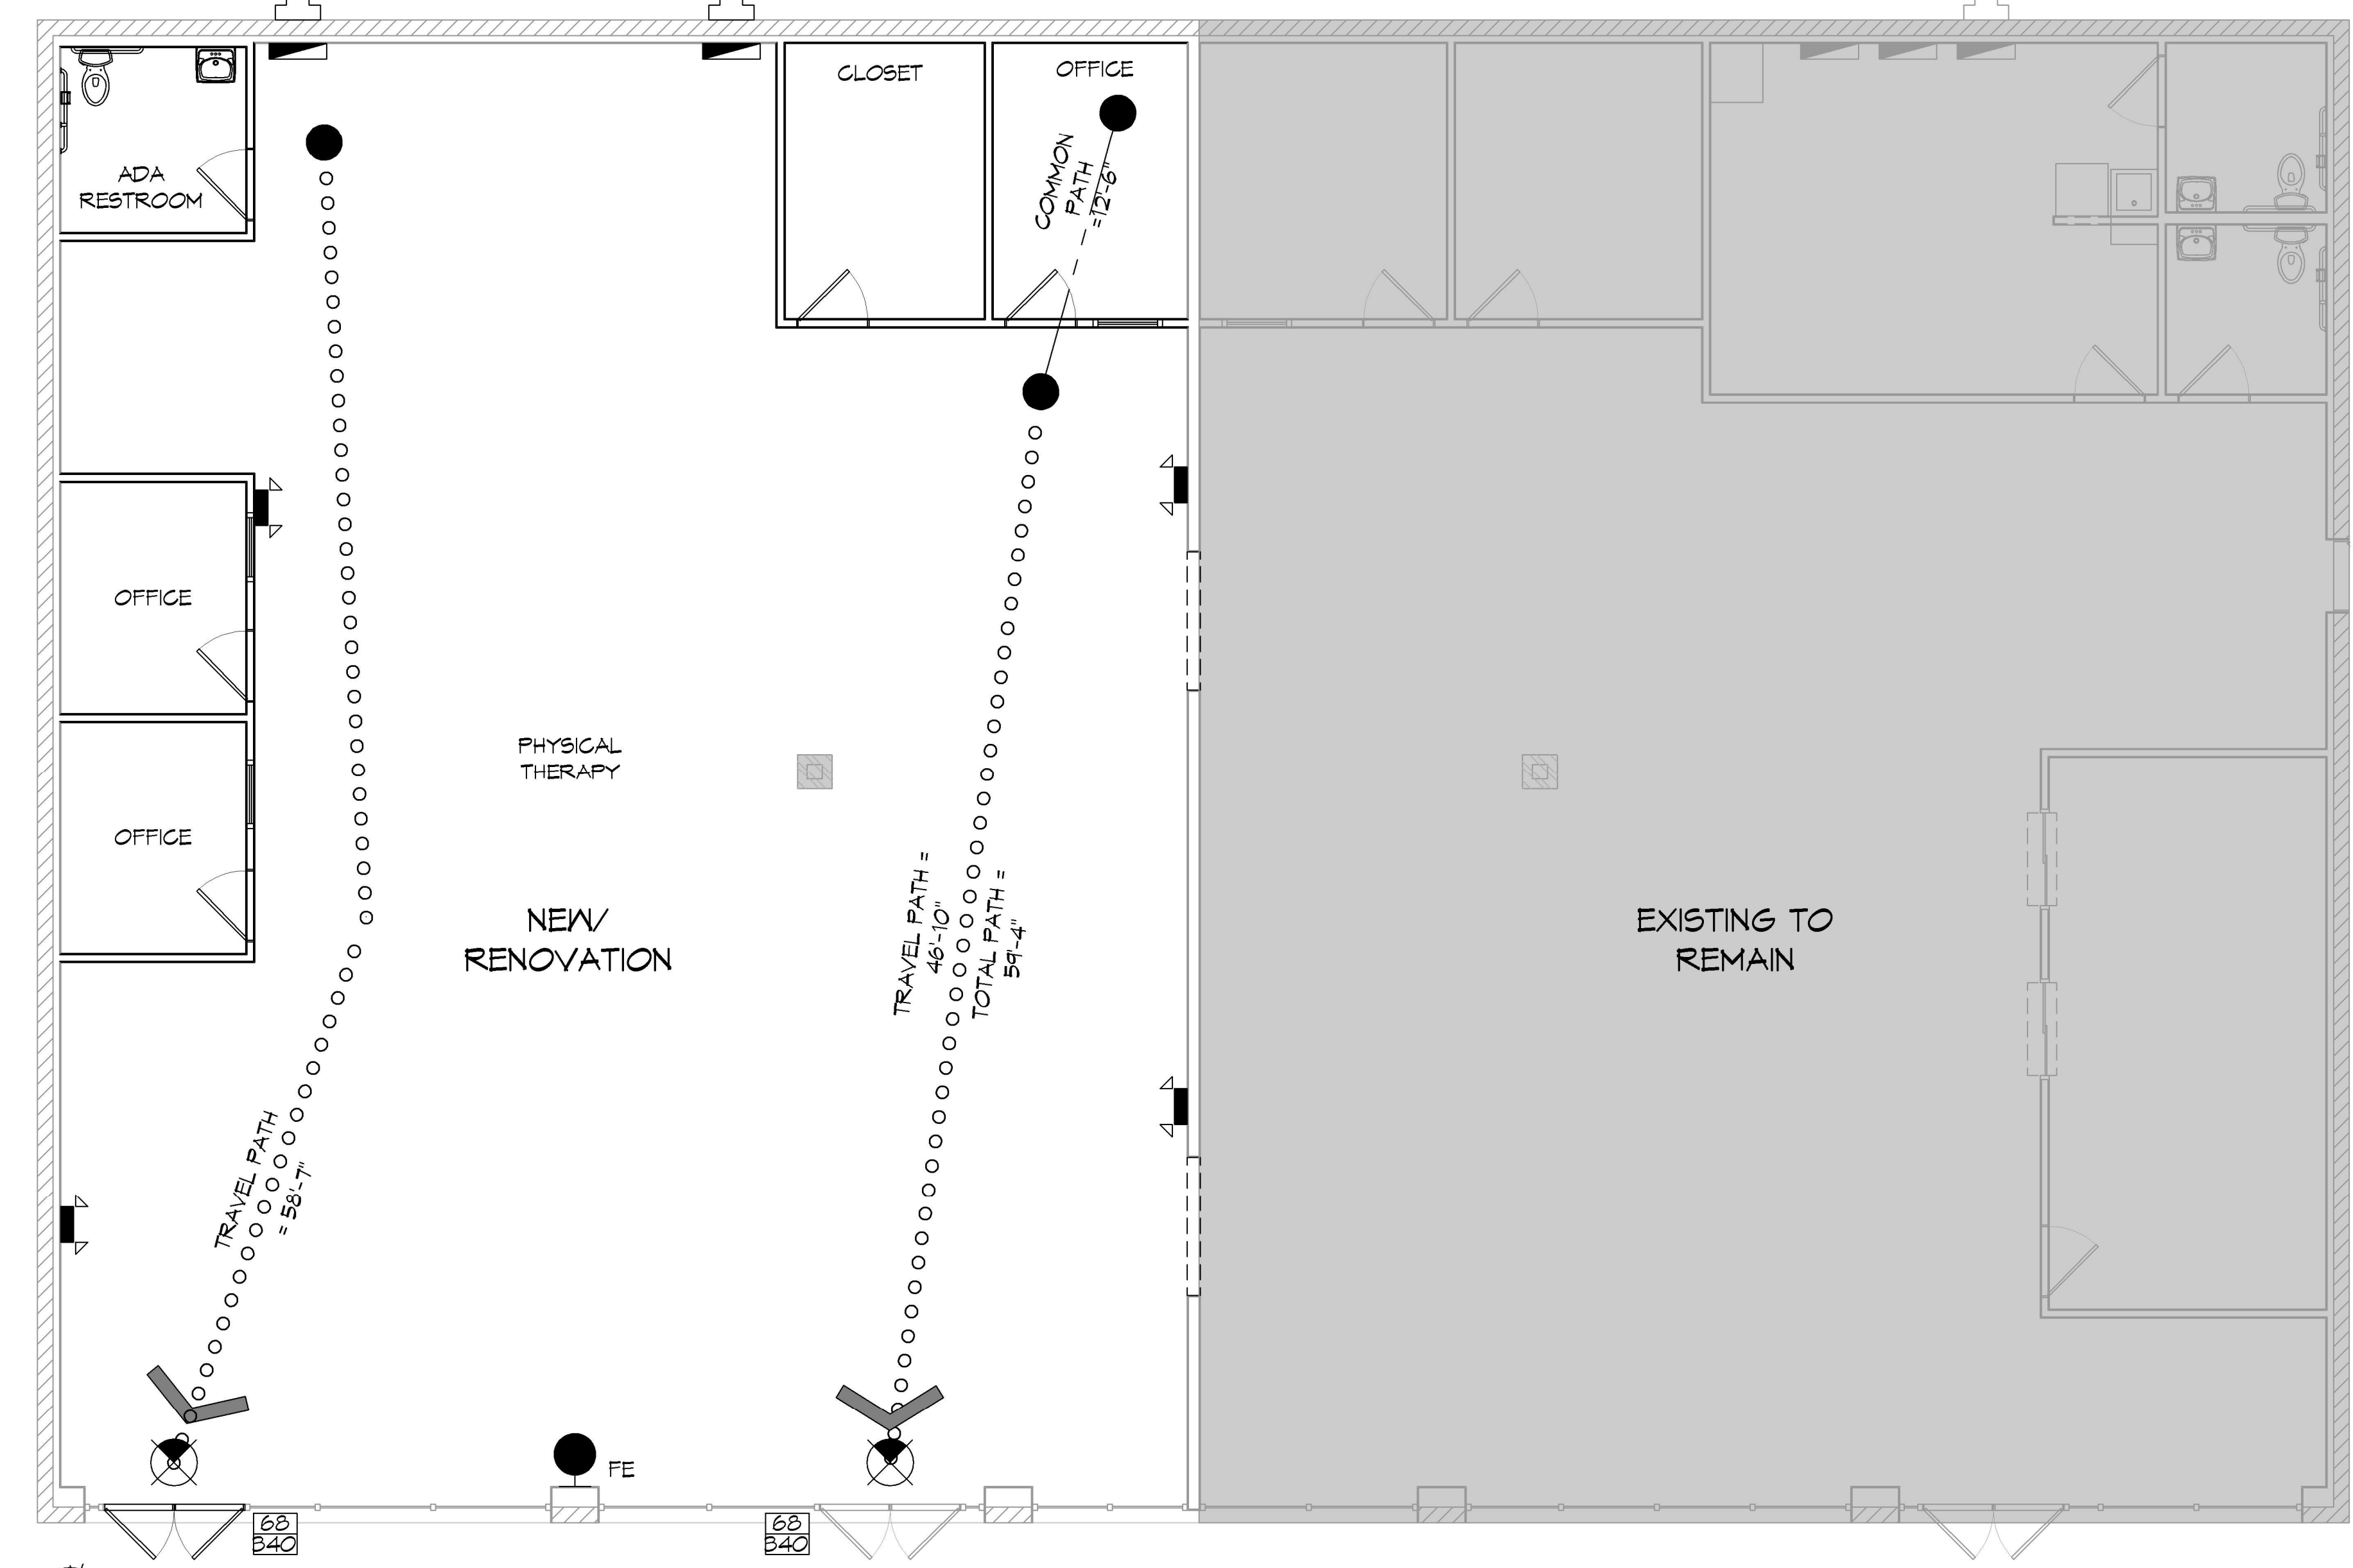 CLOSET
OFFICE
COMMON
PATH
=12'-6"
ADA
RESTROOM
OFFICE
PHYSICAL
THERAPY
OFFICE
NEW/
RENOVATION
TRAVEL PATH =
46'-10"
TOTAL PATH =
59'-4"
EXISTING TO
REMAIN
TRAVEL PATH
= 58'-7"
FE
68
340
68
340